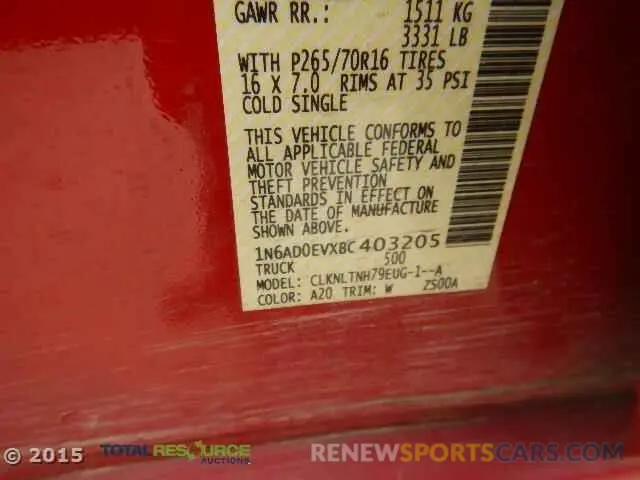 GAWR RR.: 1511 KG
3331 LB
WITH P265/70R16 TIRES
16 X 7.0 RIMS AT 35 PSI
COLD SINGLE
THIS VEHICLE CONFORMS TO
ALL APPLICABLE FEDERAL
MOTOR VEHICLE SAFETY AND
THEFT PREVENTION
STANDARDS IN EFFECT ON
THE DATE OF MANUFACTURE
SHOWN ABOVE.
1N6AD0EVXBC403205
TRUCK 500
MODEL: CLKNLTNH79EUG-1--A
COLOR: A20 TRIM: W ZS00A
© 2015 TOTAL RESOURCE
AUCTIONS
RENEWSPORTSCARS.COM